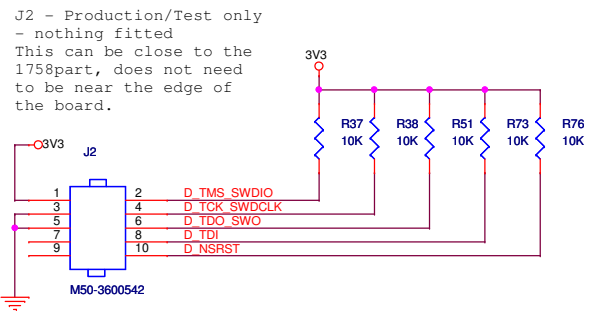 J2 - Production/Test only
- nothing fitted
This can be close to the
1758part, does not need
to be near the edge of
the board.
3V3
R37 R38 R51 R73 R76
10K 10K 10K 10K 10K
3V3
J2
1 2 D_TMS_SWDIO
3 4 D_TCK_SWDCLK
5 6 D_TDO_SWO
7 8 D_TDI
9 10 D_NSRST
M50-3600542